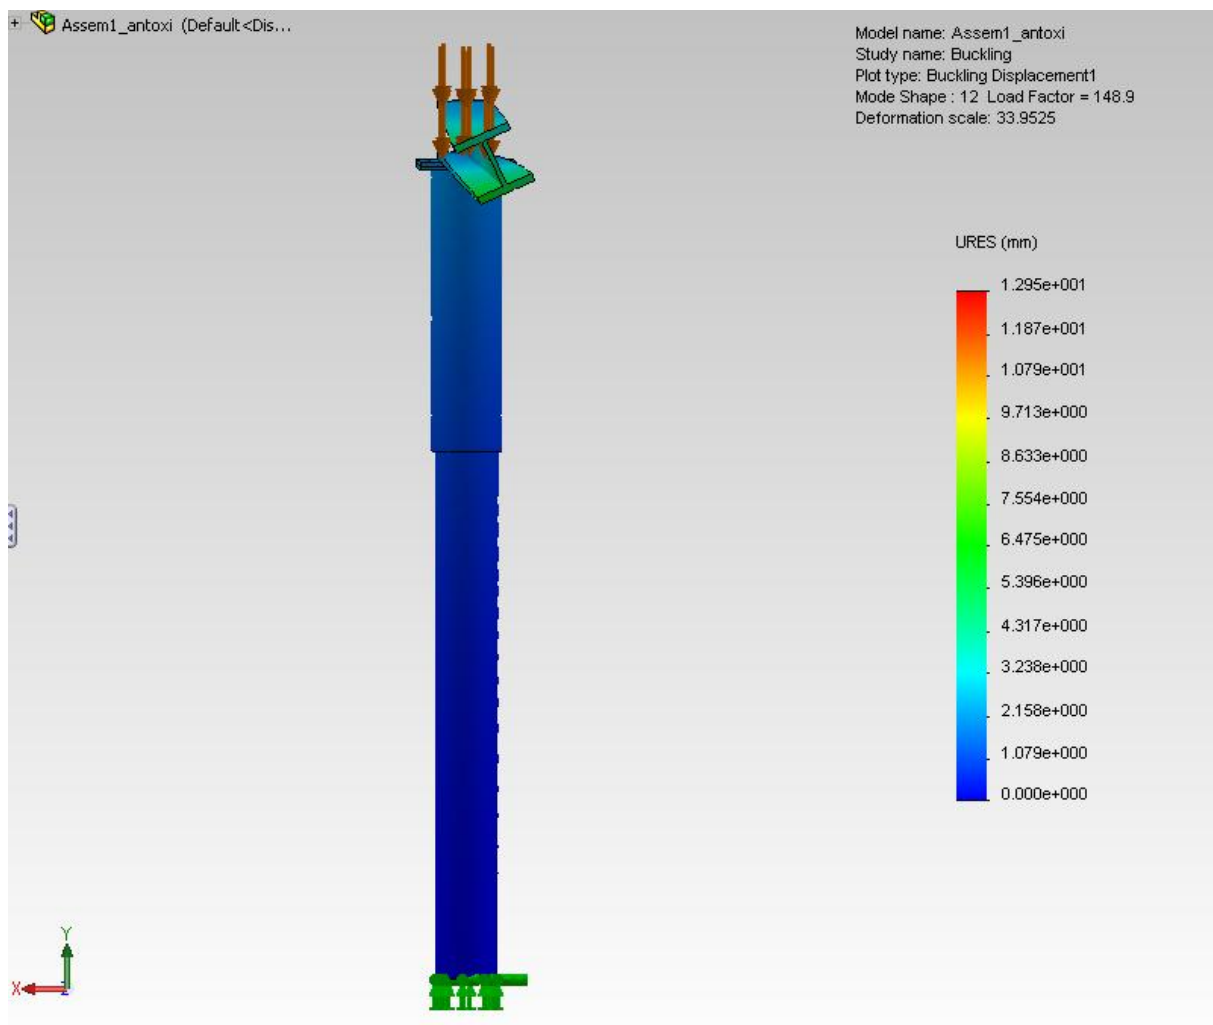 Assem1_antoxi (Default<Dis...
Model name: Assem1_antoxi
Study name: Buckling
Plot type: Buckling Displacement1
Mode Shape : 12 Load Factor = 148.9
Deformation scale: 33.9525
URES (mm)
1.295e+001
1.187e+001
1.079e+001
9.713e+000
8.633e+000
7.554e+000
6.475e+000
5.396e+000
4.317e+000
3.238e+000
2.158e+000
1.079e+000
0.000e+000
Y
X